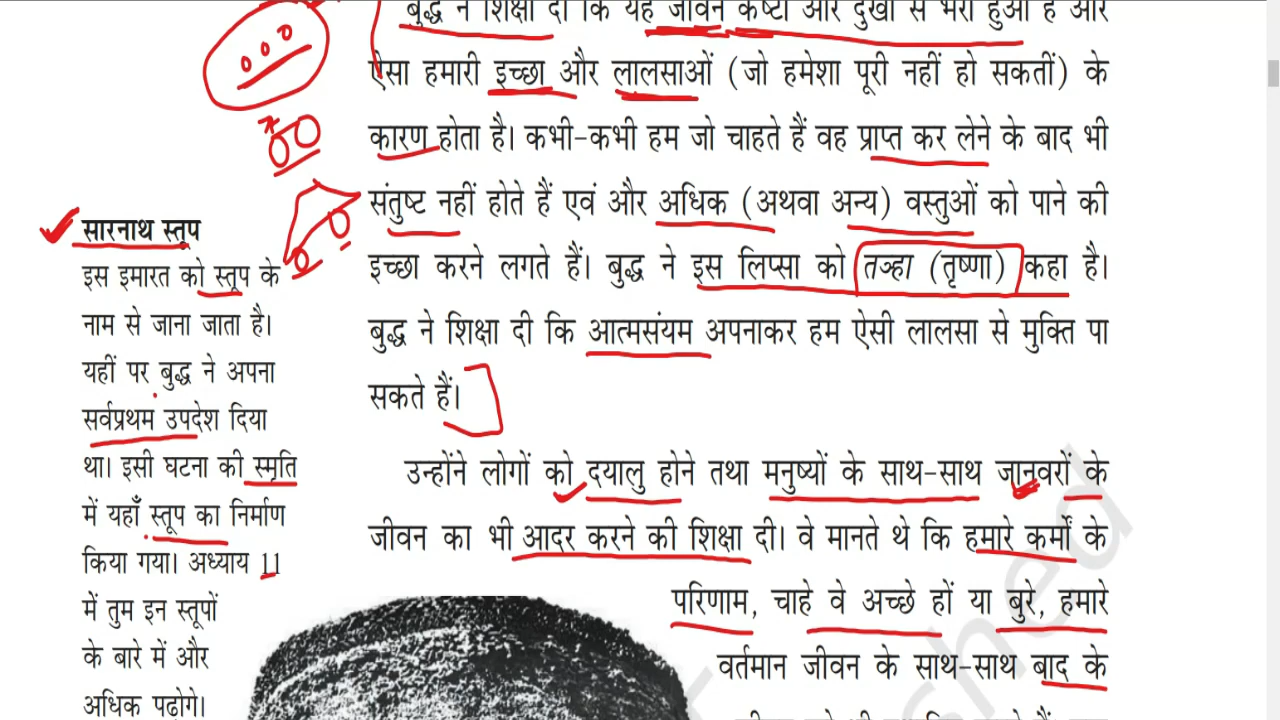 बुद्ध ने शिक्षा दी कि यह जीवन कष्टों और दुखों से भरा हुआ है और
ऐसा हमारी इच्छा और लालसाओं (जो हमेशा पूरी नहीं हो सकतीं) के
कारण होता है। कभी-कभी हम जो चाहते हैं वह प्राप्त कर लेने के बाद भी
संतुष्ट नहीं होते हैं एवं और अधिक (अथवा अन्य) वस्तुओं को पाने की
इच्छा करने लगते हैं। बुद्ध ने इस लिप्सा को तञ्हा (तृष्णा) कहा है।
बुद्ध ने शिक्षा दी कि आत्मसंयम अपनाकर हम ऐसी लालसा से मुक्ति पा
सकते हैं।
उन्होंने लोगों को दयालु होने तथा मनुष्यों के साथ-साथ जानवरों के
जीवन का भी आदर करने की शिक्षा दी। वे मानते थे कि हमारे कर्मों के
परिणाम, चाहे वे अच्छे हों या बुरे, हमारे
वर्तमान जीवन के साथ-साथ बाद के
सारनाथ स्तूप
इस इमारत को स्तूप के
नाम से जाना जाता है।
यहीं पर बुद्ध ने अपना
सर्वप्रथम उपदेश दिया
था। इसी घटना की स्मृति
में यहाँ स्तूप का निर्माण
किया गया। अध्याय 11
में तुम इन स्तूपों
के बारे में और
अधिक पढ़ोगे।